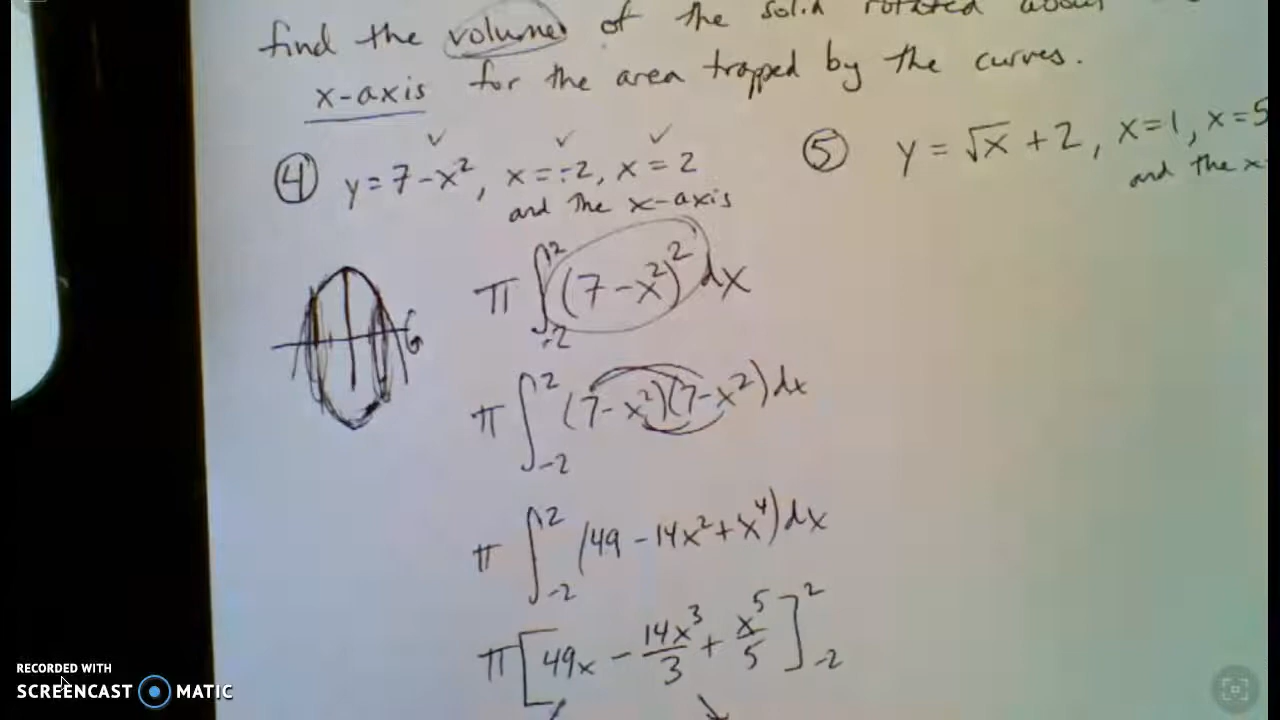 find the volume of the solid rotated about
x-axis for the area trapped by the curves.
④ y = 7 - x², x = -2, x = 2
and the x-axis
⑤ y = √x + 2, x = 1, x = 5
and the x-
π ∫₋₂² (7 - x²)² dx
π ∫₋₂² (7 - x²)(7 - x²) dx
π ∫₋₂² (49 - 14x² + x⁴) dx
π [49x - 14x³/3 + x⁵/5]₋₂²
RECORDED WITH
SCREENCAST MATIC